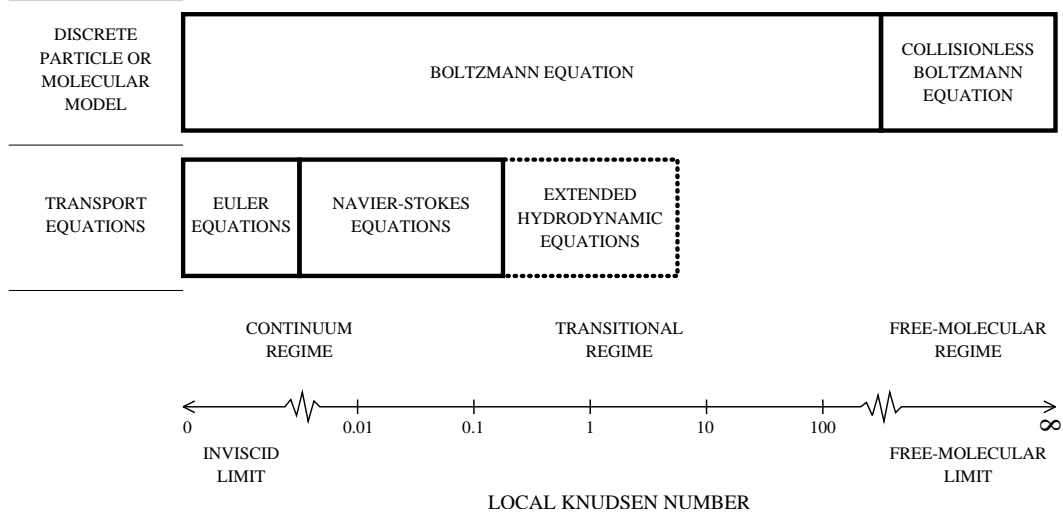 DISCRETE
PARTICLE OR
MOLECULAR
MODEL
BOLTZMANN EQUATION
COLLISIONLESS
BOLTZMANN
EQUATION
TRANSPORT
EQUATIONS
EULER
EQUATIONS
NAVIER-STOKES
EQUATIONS
EXTENDED
HYDRODYNAMIC
EQUATIONS
CONTINUUM
REGIME
TRANSITIONAL
REGIME
FREE-MOLECULAR
REGIME
0 0.01 0.1 1 10 100 ∞
INVISCID
LIMIT
FREE-MOLECULAR
LIMIT
LOCAL KNUDSEN NUMBER